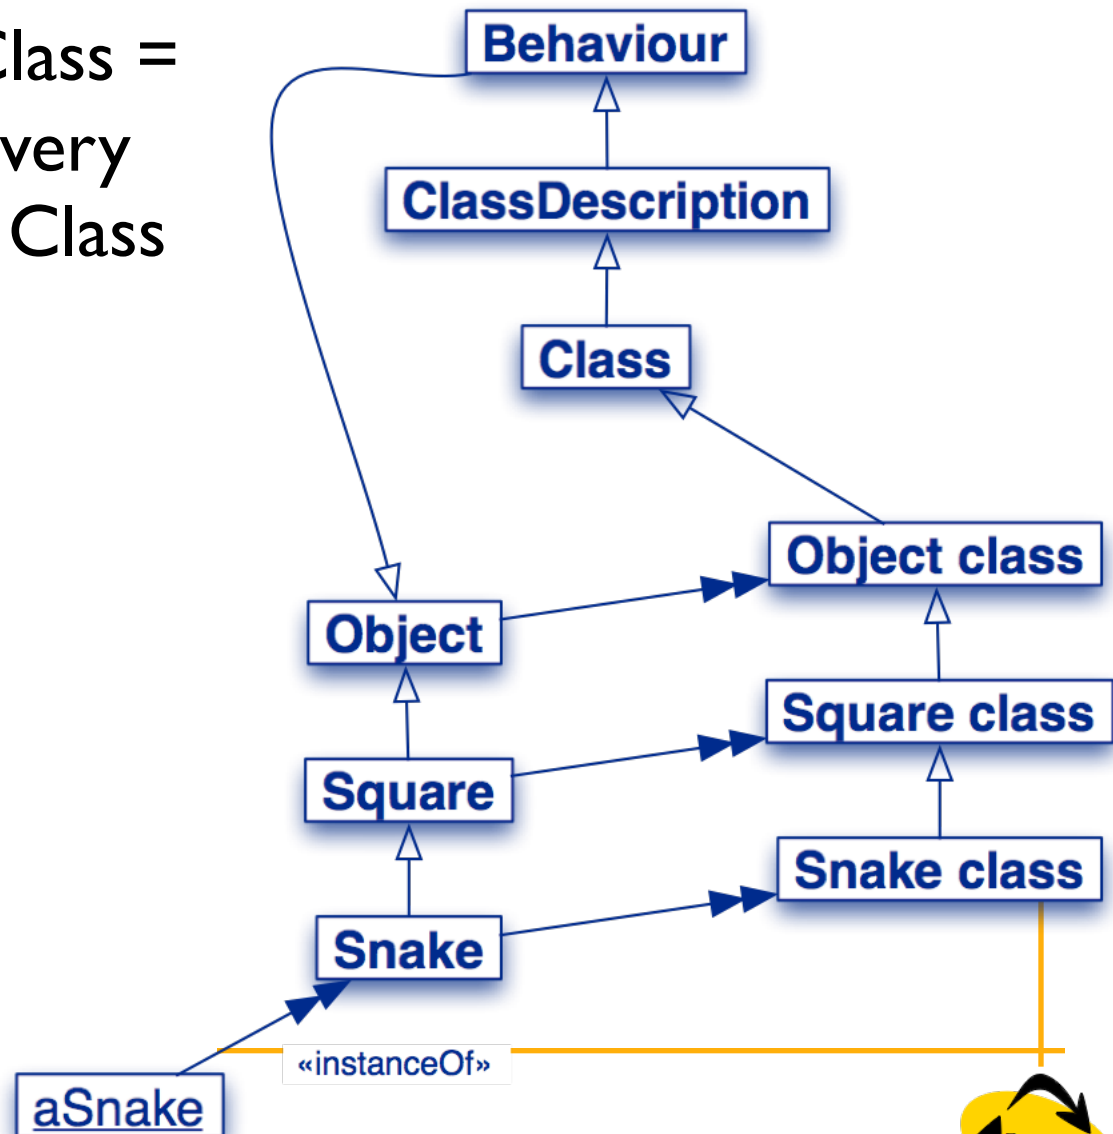 Class =
very
Class
Behaviour
ClassDescription
Class
Object class
Object
Square class
Square
Snake class
Snake
«instanceOf»
aSnake